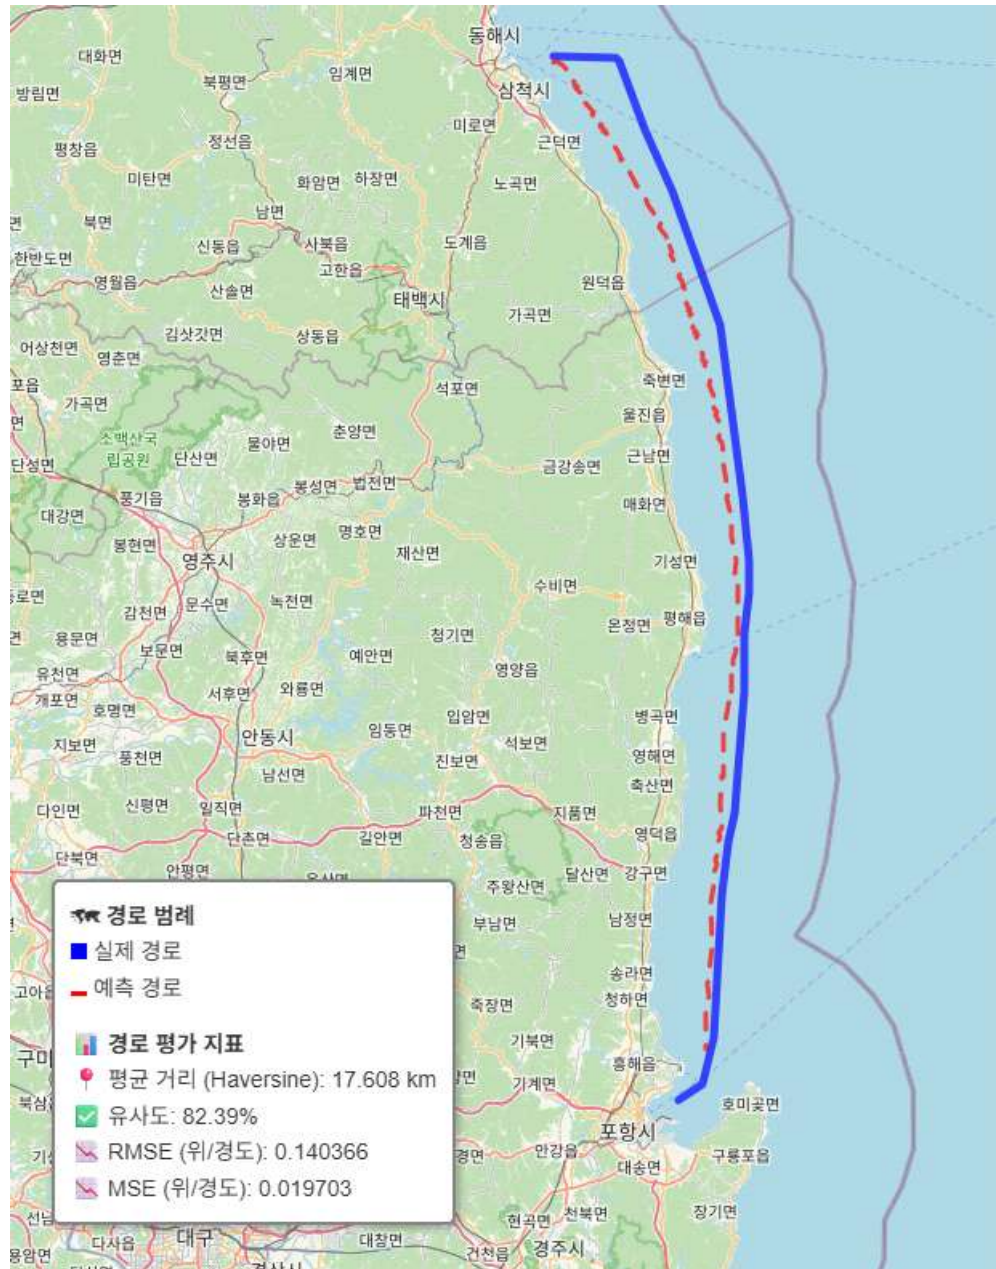 동해시
대화면
임계면
북평면
삼척시
방림면
미로면
정선읍
근덕면
평창읍
미탄면
화암면
하장면
노곡면
남면
북면
신동읍
사북읍
도계읍
한반도면
고한읍
영월읍
산솔면
원덕읍
태백시
가곡면
김삿갓면
상동읍
어상천면
영춘면
석포면
죽변면
가곡면
울진읍
춘양면
소백산국
립공원
물야면
단산면
근남면
단성면
금강송면
봉성면
법전면
풍기읍
봉화읍
매화면
대강면
명호면
상운면
봉현면
재산면
영주시
기성면
수비면
감천면
문수면
녹전면
평해읍
온정면
용문면
청기면
보문면
북후면
예안면
영양읍
유천면
개포면
서후면
와룡면
호명면
입암면
병곡면
임동면
안동시
석보면
지보면
풍천면
영해면
진보면
남선면
축산면
신평면
일직면
다인면
파천면
지품면
단촌면
길안면
청송읍
영덕읍
단북면
안평면
달산면
강구면
주왕산면
🗺 경로 범례
실제 경로
예측 경로
📊 경로 평가 지표
📍 평균 거리 (Haversine): 17.608 km
✅ 유사도: 82.39%
📉 RMSE (위/경도): 0.140366
📉 MSE (위/경도): 0.019703
부남면
남정면
송라면
죽장면
청하면
기북면
흥해읍
기계면
호미곶면
포항시
안강읍
대송면
구룡포읍
장기면
현곡면
천북면
다사읍
대구
대창면
건천읍
경주시